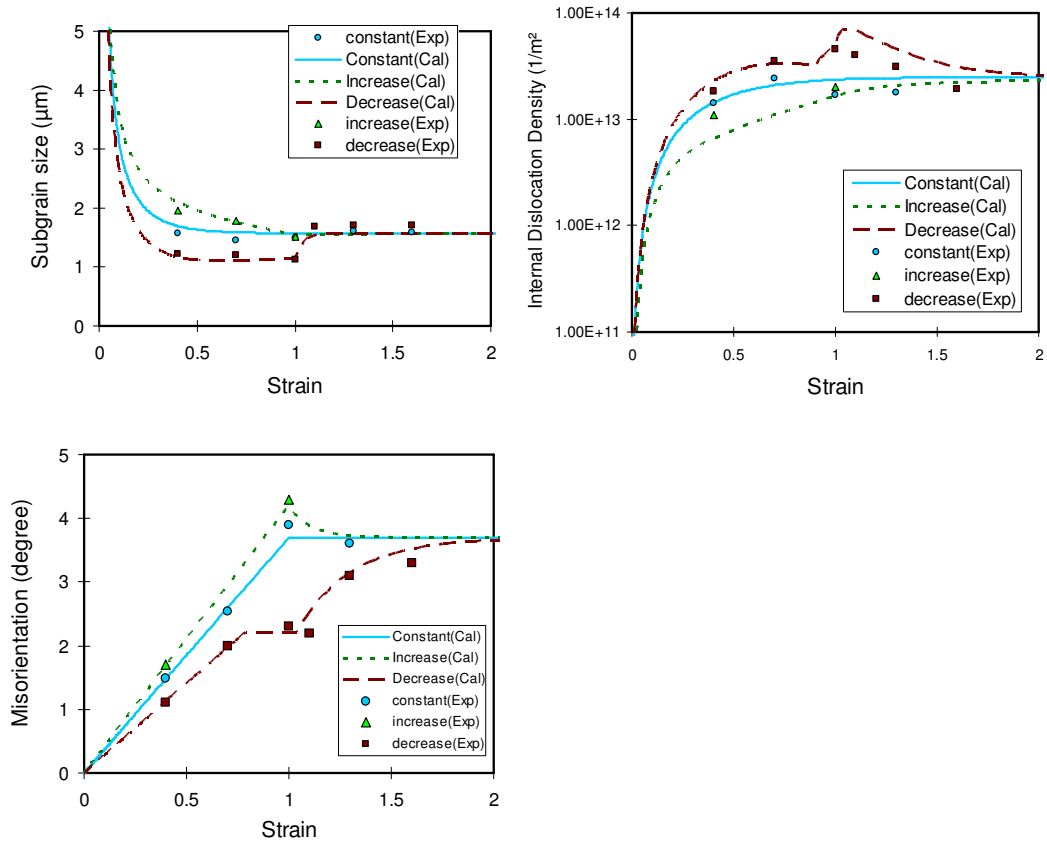 5
4
3
2
1
0
Subgrain size (µm)
constant(Exp)
Constant(Cal)
Increase(Cal)
Decrease(Cal)
increase(Exp)
decrease(Exp)
0 0.5 1 1.5 2
Strain
1.00E+14
1.00E+13
1.00E+12
1.00E+11
Internal Dislocation Density (1/m²
Constant(Cal)
Increase(Cal)
Decrease(Cal)
constant(Exp)
increase(Exp)
decrease(Exp)
0 0.5 1 1.5 2
Strain
5
4
3
2
1
0
Misorientation (degree)
Constant(Cal)
Increase(Cal)
Decrease(Cal)
constant(Exp)
increase(Exp)
decrease(Exp)
0 0.5 1 1.5 2
Strain